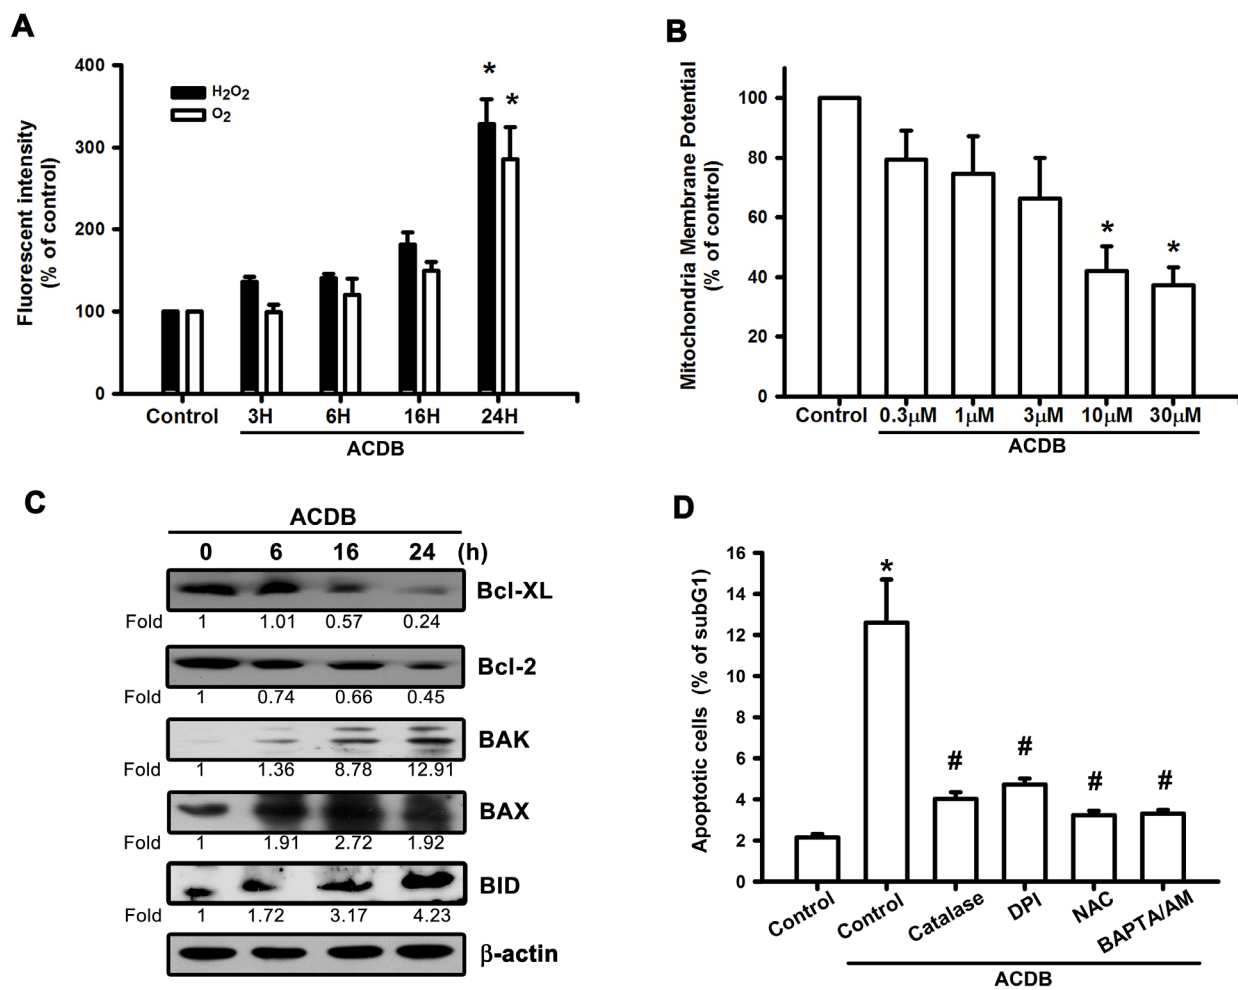 A
400
300
200
100
0
Fluorescent intensity
(% of control)
H2O2
O2
*
*
Control 3H 6H 16H 24H
ACDB
B
100
80
60
40
20
0
Mitochondria Membrane Potential
(% of control)
*
*
Control 0.3μM 1μM 3μM 10μM 30μM
ACDB
C
ACDB
0 6 16 24 (h)
Bcl-XL
Fold 1 1.01 0.57 0.24
Bcl-2
Fold 1 0.74 0.66 0.45
BAK
Fold 1 1.36 8.78 12.91
BAX
Fold 1 1.91 2.72 1.92
BID
Fold 1 1.72 3.17 4.23
β-actin
D
16
14
12
10
8
6
4
2
0
Apoptotic cells (% of subG1)
*
# # # #
Control Control Catalase DPI NAC BAPTA/AM
ACDB